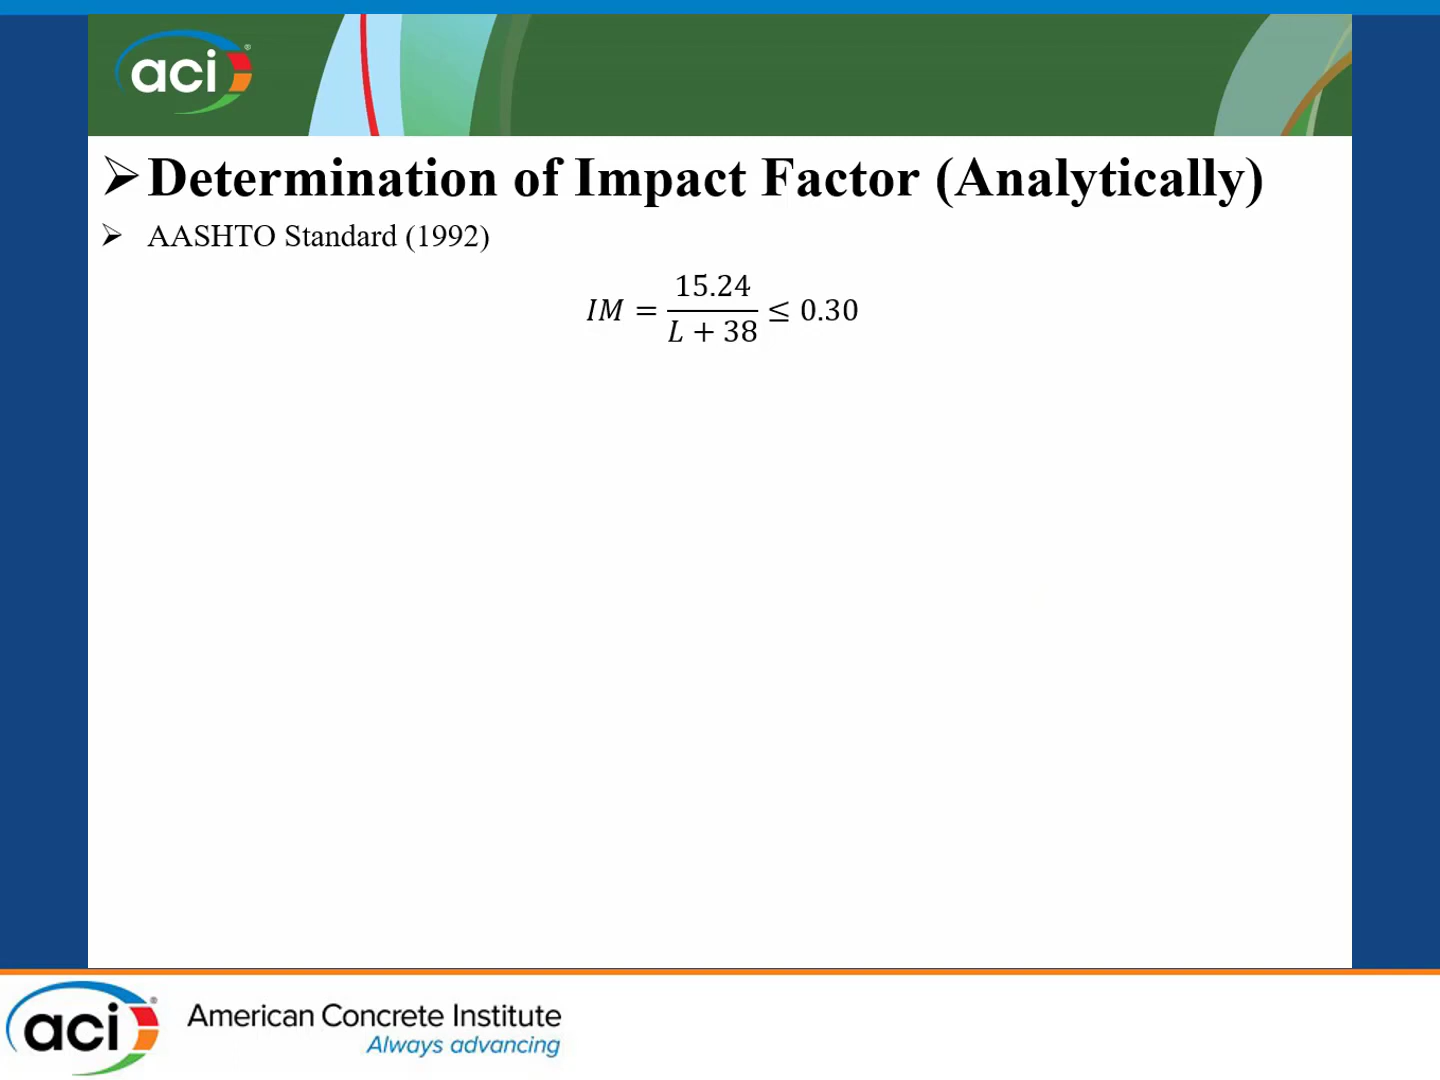 aci®
➢ Determination of Impact Factor (Analytically)
➢ AASHTO Standard (1992)
IM = 15.24 / (L + 38) ≤ 0.30
aci®
American Concrete Institute
Always advancing